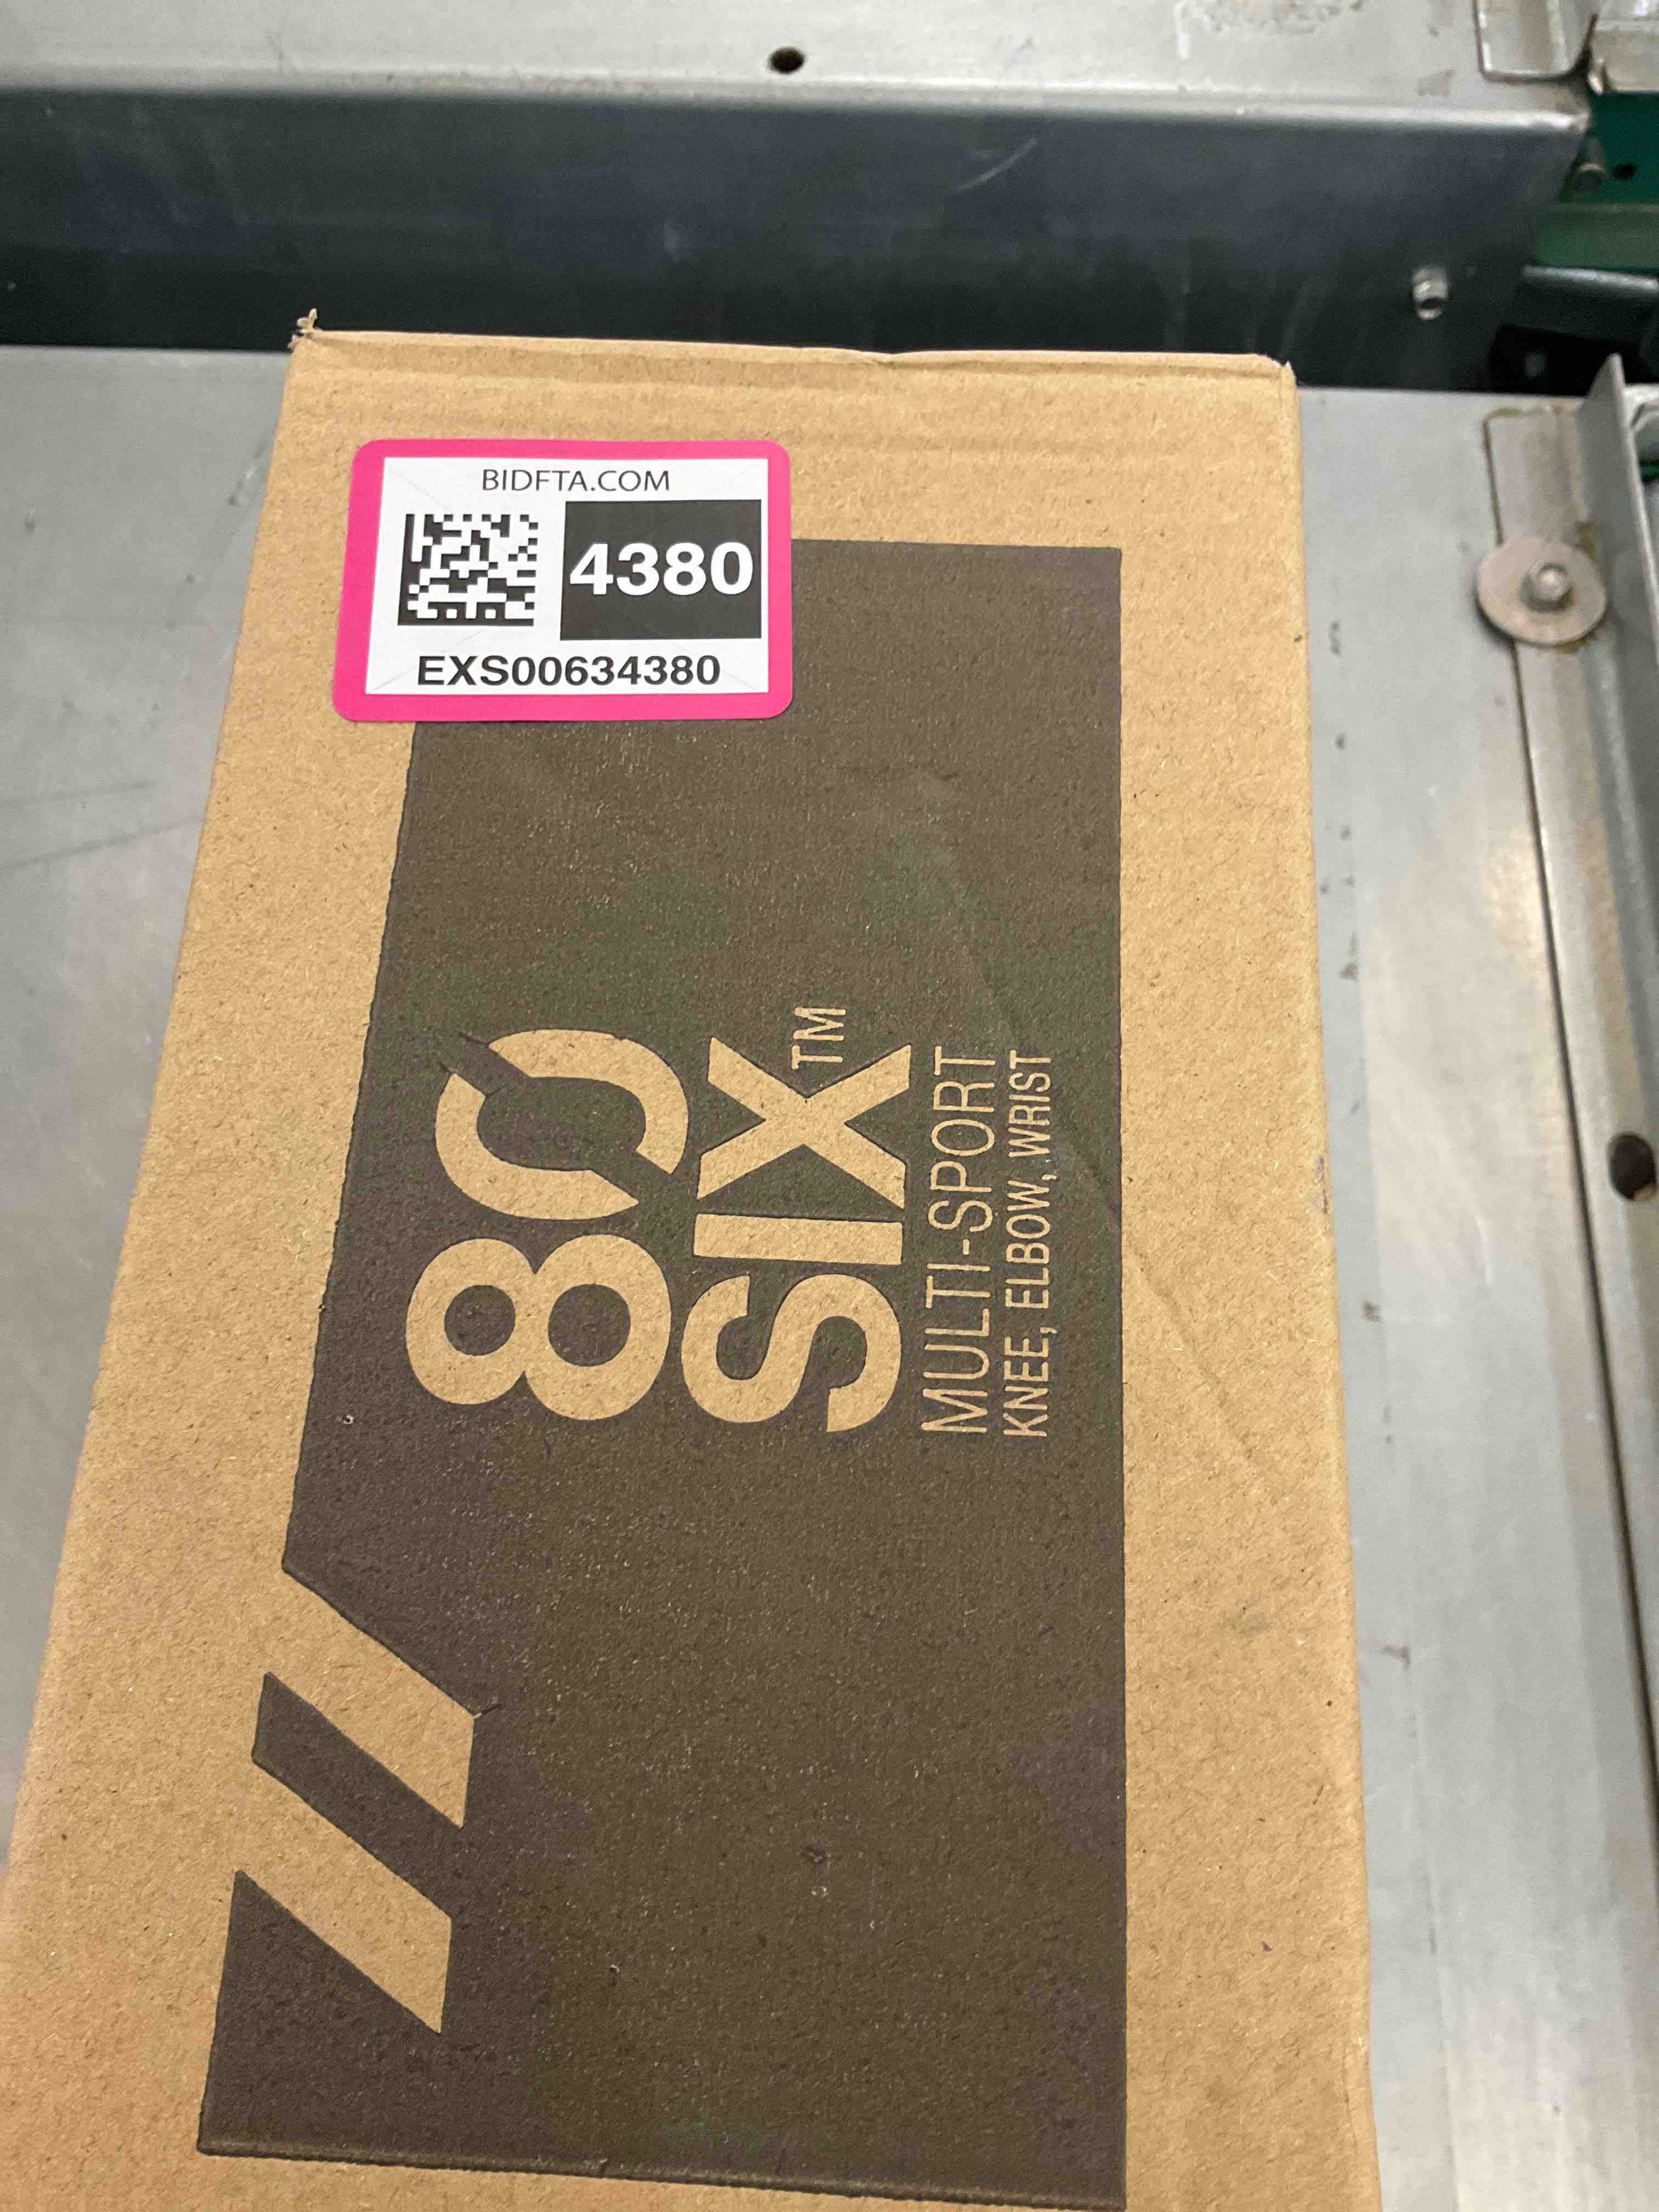 BIDFTA.COM
4380
EXS00634380
80
SIX™
MULTI-SPORT
KNEE, ELBOW, WRIST